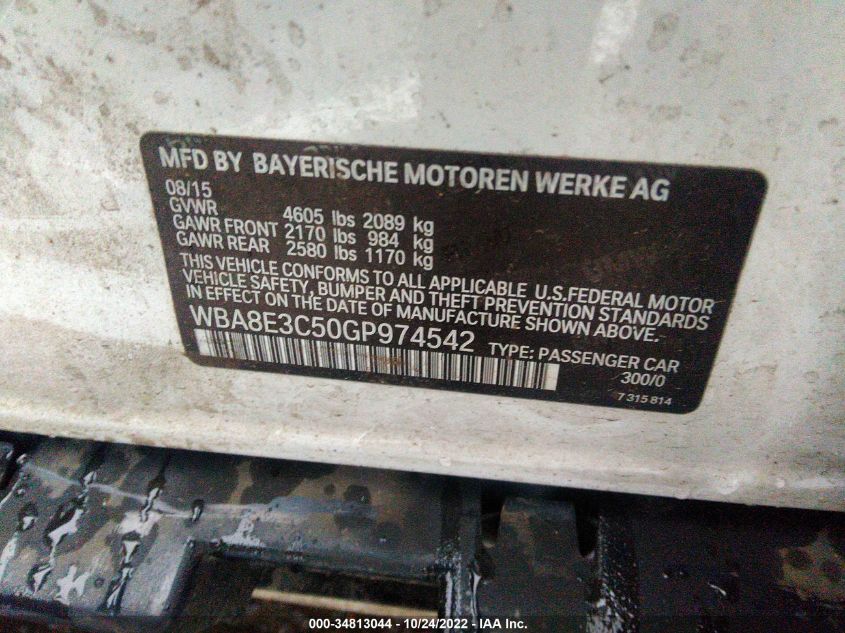 MFD BY BAYERISCHE MOTOREN WERKE AG
08/15
GVWR 4605 lbs 2089 kg
GAWR FRONT 2170 lbs 984 kg
GAWR REAR 2580 lbs 1170 kg
THIS VEHICLE CONFORMS TO ALL APPLICABLE U.S.FEDERAL MOTOR
VEHICLE SAFETY, BUMPER AND THEFT PREVENTION STANDARDS
IN EFFECT ON THE DATE OF MANUFACTURE SHOWN ABOVE.
WBA8E3C50GP974542 TYPE: PASSENGER CAR
300/0
7 315 814
000-34813044 - 10/24/2022 - IAA Inc.